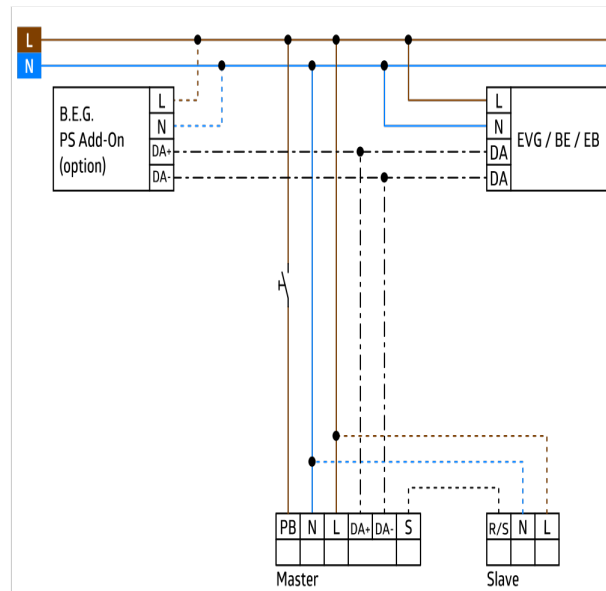 L
N
B.E.G.
PS Add-On
(option)
L
N
DA+
DA-
L
N
DA
DA
EVG / BE / EB
PB N L DA+ DA- S
Master
R/S N L
Slave